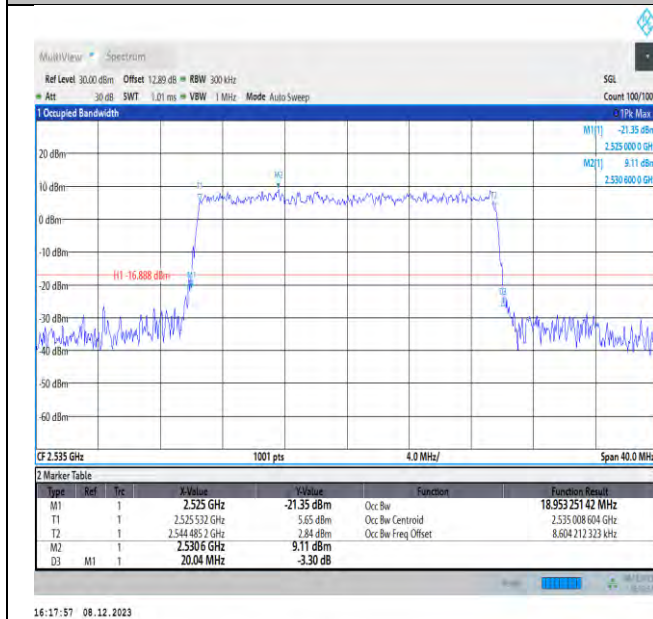 MultiView Spectrum
Ref Level 30.00 dBm Offset 12.89 dB RBW 300 kHz SGL
Att 30 dB SWT 1.01 ms VBW 1 MHz Mode Auto Sweep Count 100/100
1 Occupied Bandwidth 1Pk Max
M1[1] -21.35 dBm
2.525 000 0 GH
M2[1] 9.11 dBm
2.530 600 0 GH
20 dBm
M2
10 dBm
T1
0 dBm
-10 dBm
H1 -16.888 dBm
M1
-20 dBm
D3
-30 dBm
-40 dBm
-50 dBm
-60 dBm
CF 2.535 GHz 1001 pts 4.0 MHz/ Span 40.0 MHz
2 Marker Table
Type Ref Trc X-Value Y-Value Function Function Result
M1 1 2.525 GHz -21.35 dBm Occ Bw 18.953 251 42 MHz
T1 1 2.525 532 GHz 5.65 dBm Occ Bw Centroid 2.535 008 604 GHz
T2 1 2.544 485 2 GHz 2.84 dBm Occ Bw Freq Offset 8.604 212 323 kHz
M2 1 2.530 6 GHz 9.11 dBm
D3 M1 1 20.04 MHz -3.30 dB
16:17:57 08.12.2023